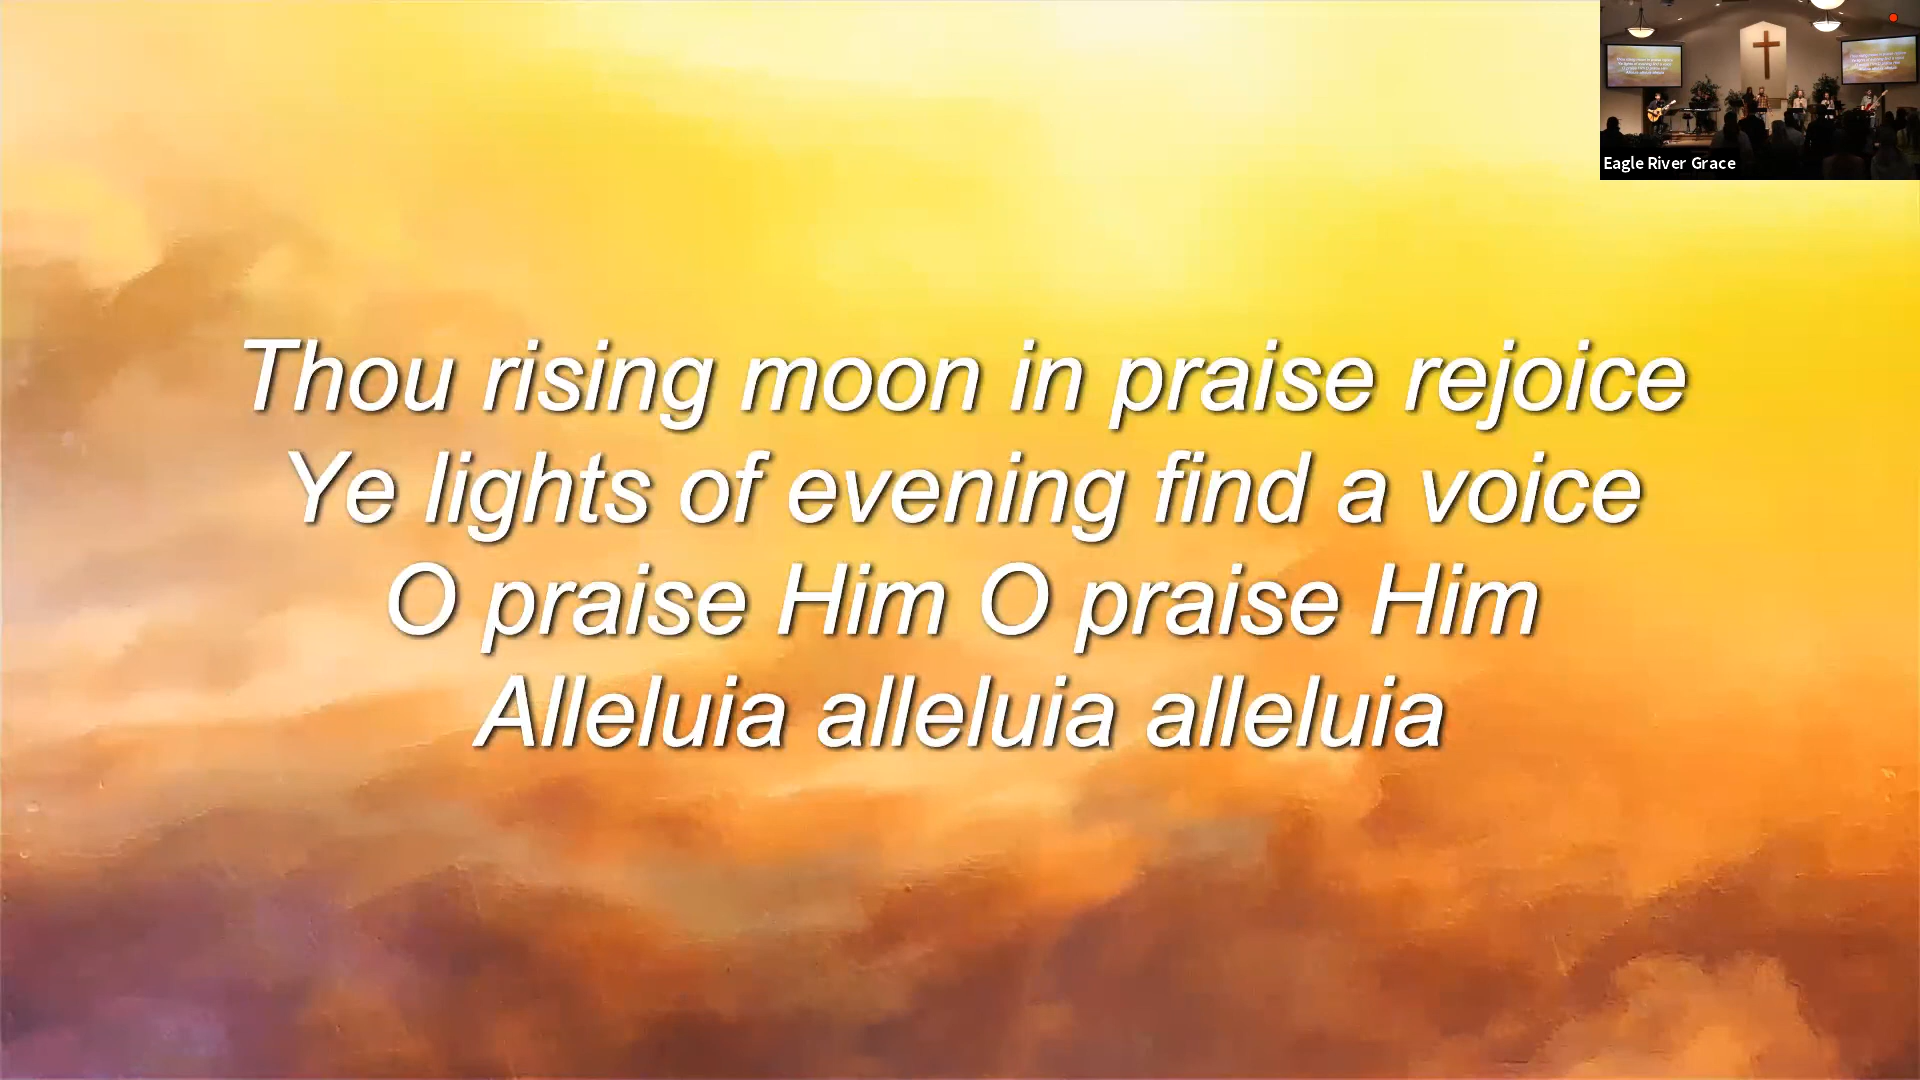 Thou rising moon in praise rejoice
Ye lights of evening find a voice
O praise Him O praise Him
Alleluia alleluia alleluia
Eagle River Grace